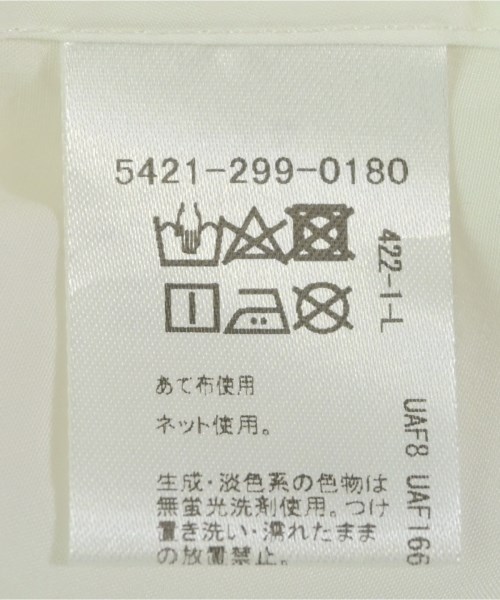 5421-299-0180
422-1-L
あて布使用
ネット使用。
UAF8 UAF166
生成・淡色系の色物は
無蛍光洗剤使用。つけ
置き洗い・濡れたまま
の放置禁止。